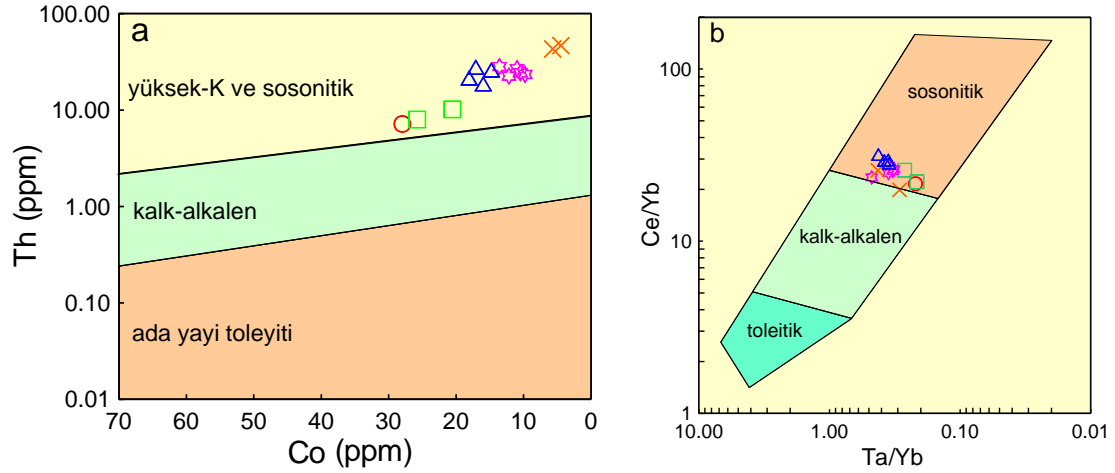 a
100.00
10.00
1.00
0.10
0.01
Th (ppm)
yüksek-K ve sosonitik
kalk-alkalen
ada yayi toleyiti
70 60 50 40 30 20 10 0
Co (ppm)
b
100
10
1
Ce/Yb
sosonitik
kalk-alkalen
toleitik
10.00 1.00 0.10 0.01
Ta/Yb